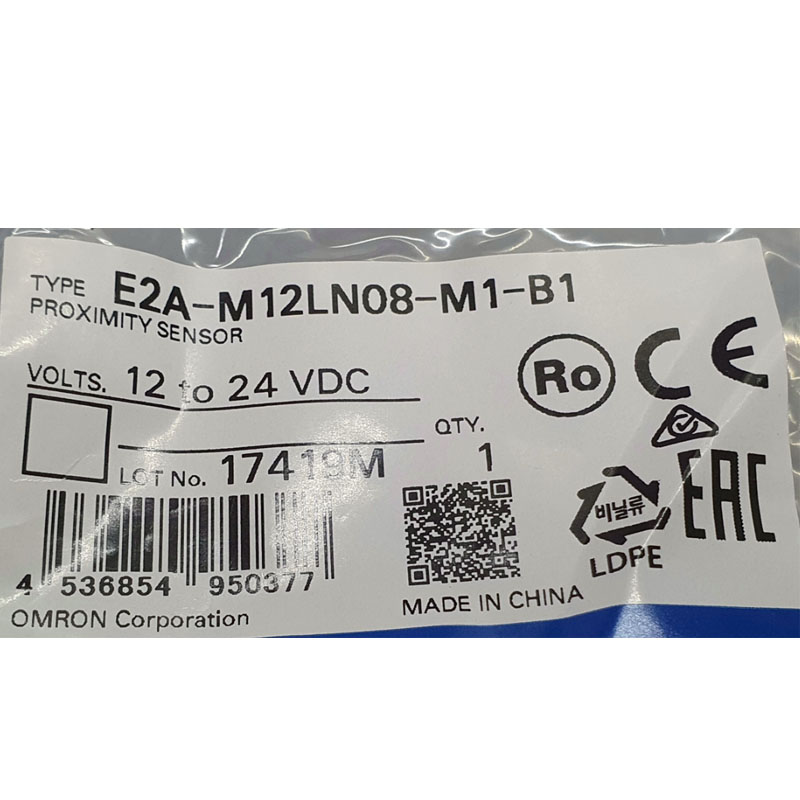 TYPE E2A-M12LN08-M1-B1
PROXIMITY SENSOR
VOLTS. 12 to 24 VDC
QTY.
LOT No. 17419M
1
Ro
CE
EAC
비닐류
LDPE
4 536854 950377
MADE IN CHINA
OMRON Corporation